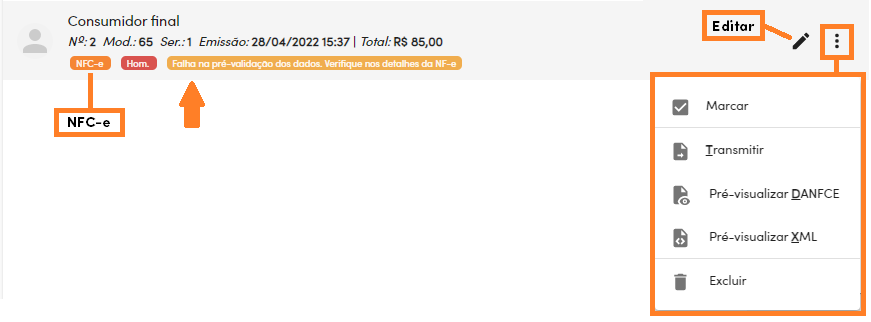 Consumidor final
Nº: 2 Mod.: 65 Ser.: 1 Emissão: 28/04/2022 15:37 | Total: R$ 85,00
NFC-e Hom. Falha na pré-validação dos dados. Verifique nos detalhes da NF-e
NFC-e
Editar
Marcar
Transmitir
Pré-visualizar DANFCE
Pré-visualizar XML
Excluir